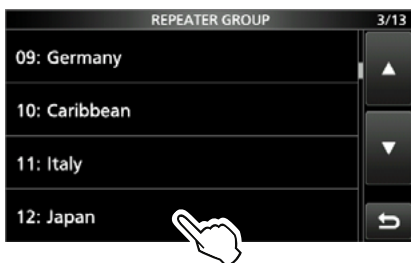 REPEATER GROUP 3/13
09: Germany
10: Caribbean
11: Italy
12: Japan